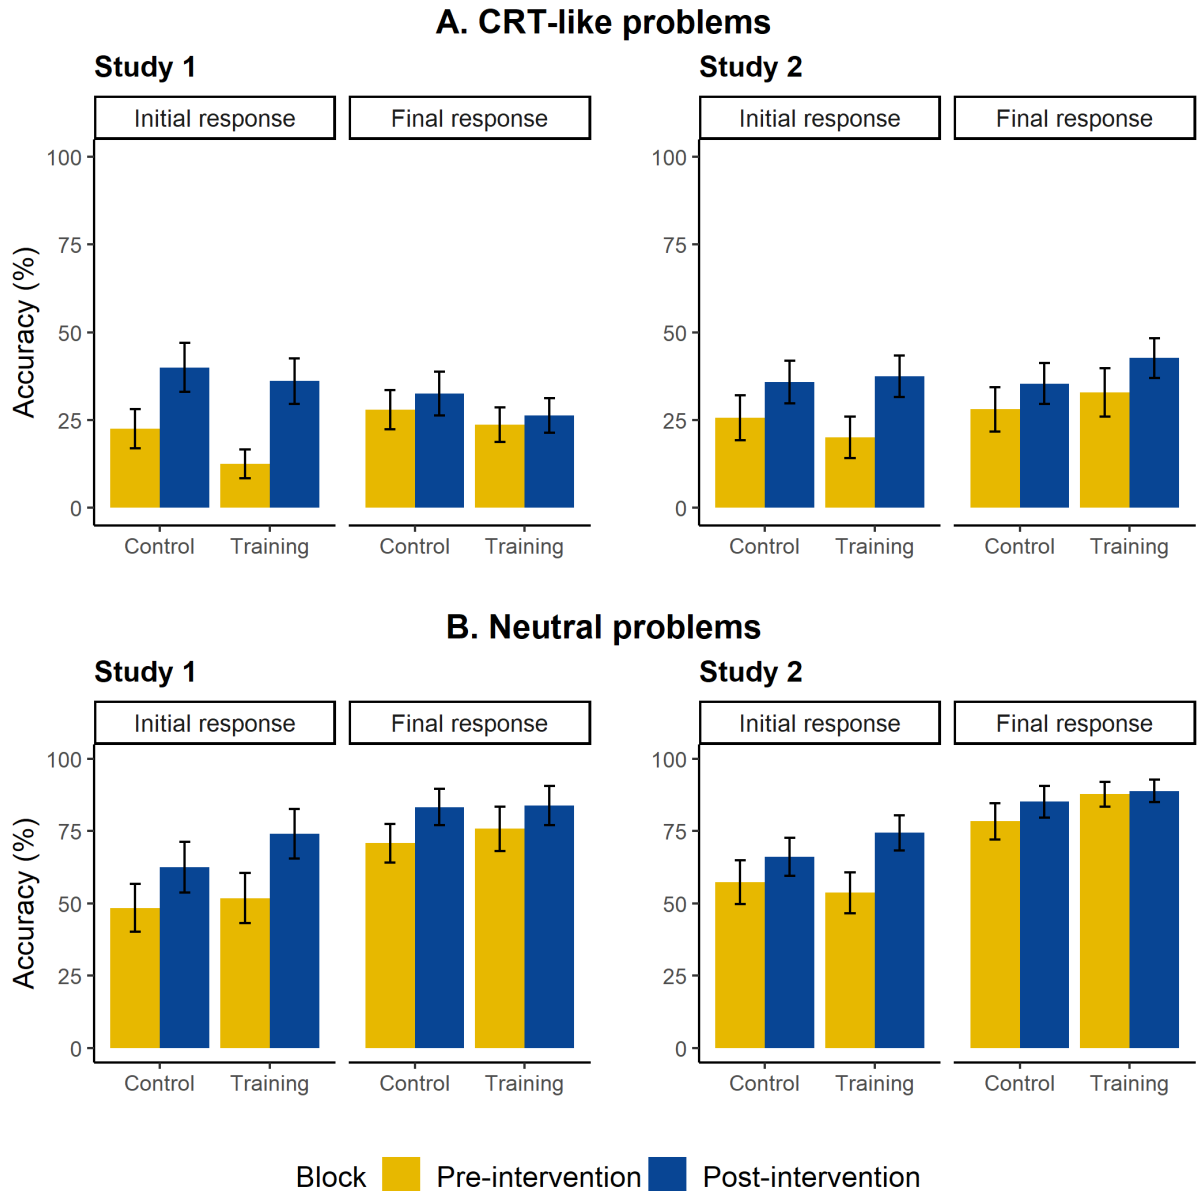 A. CRT-like problems
Study 1
Study 2
Initial response
Final response
Initial response
Final response
Accuracy (%)
100
75
50
25
0
100
75
50
25
0
Control
Training
Control
Training
Control
Training
Control
Training
B. Neutral problems
Study 1
Study 2
Initial response
Final response
Initial response
Final response
Accuracy (%)
100
75
50
25
0
100
75
50
25
0
Control
Training
Control
Training
Control
Training
Control
Training
Block Pre-intervention Post-intervention